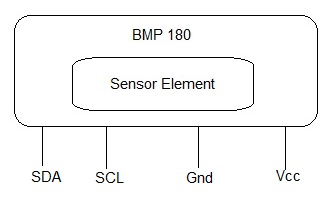 BMP 180
Sensor Element
SDA SCL Gnd Vcc